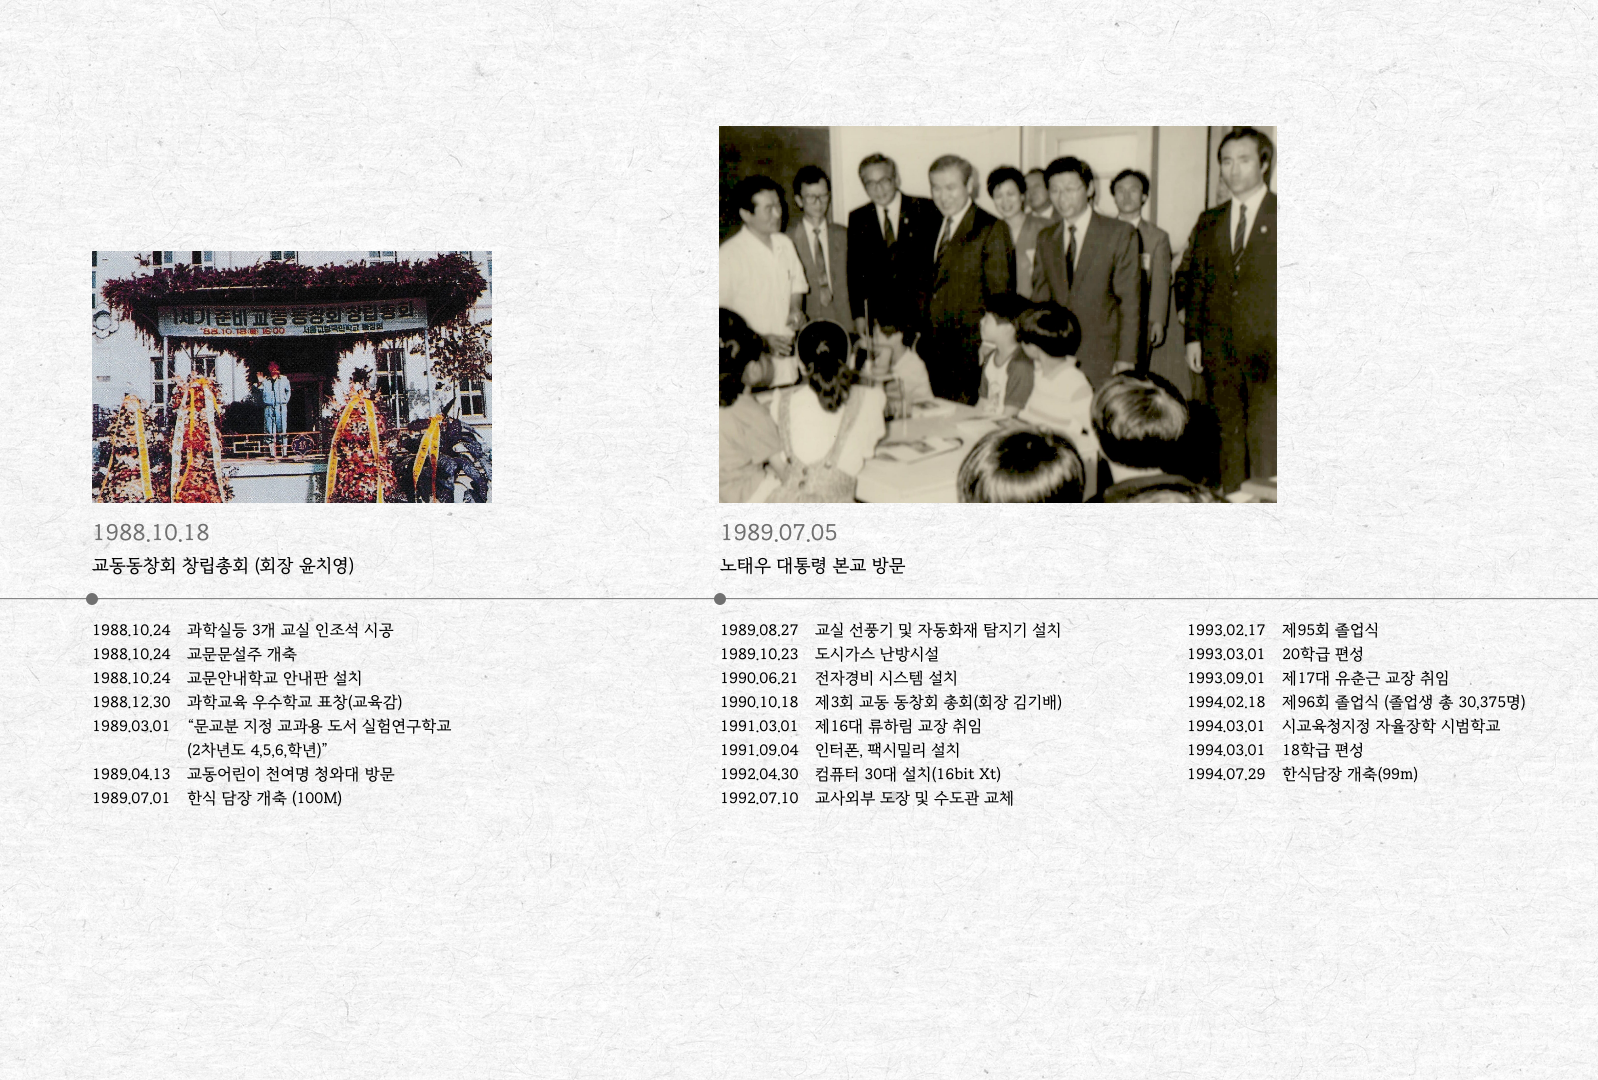 1세기 준비 교동 동창회 창립총회
'88.10.18
1988.10.18
교동동창회 창립총회 (회장 윤치영)
1988.10.24 과학실등 3개 교실 인조석 시공
1988.10.24 교문문설주 개축
1988.10.24 교문안내학교 안내판 설치
1988.12.30 과학교육 우수학교 표창(교육감)
1989.03.01 “문교분 지정 교과용 도서 실험연구학교
(2차년도 4,5,6,학년)”
1989.04.13 교동어린이 천여명 청와대 방문
1989.07.01 한식 담장 개축 (100M)
1989.07.05
노태우 대통령 본교 방문
1989.08.27 교실 선풍기 및 자동화재 탐지기 설치
1989.10.23 도시가스 난방시설
1990.06.21 전자경비 시스템 설치
1990.10.18 제3회 교동 동창회 총회(회장 김기배)
1991.03.01 제16대 류하림 교장 취임
1991.09.04 인터폰, 팩시밀리 설치
1992.04.30 컴퓨터 30대 설치(16bit Xt)
1992.07.10 교사외부 도장 및 수도관 교체
1993.02.17 제95회 졸업식
1993.03.01 20학급 편성
1993.09.01 제17대 유춘근 교장 취임
1994.02.18 제96회 졸업식 (졸업생 총 30,375명)
1994.03.01 시교육청지정 자율장학 시범학교
1994.03.01 18학급 편성
1994.07.29 한식담장 개축(99m)